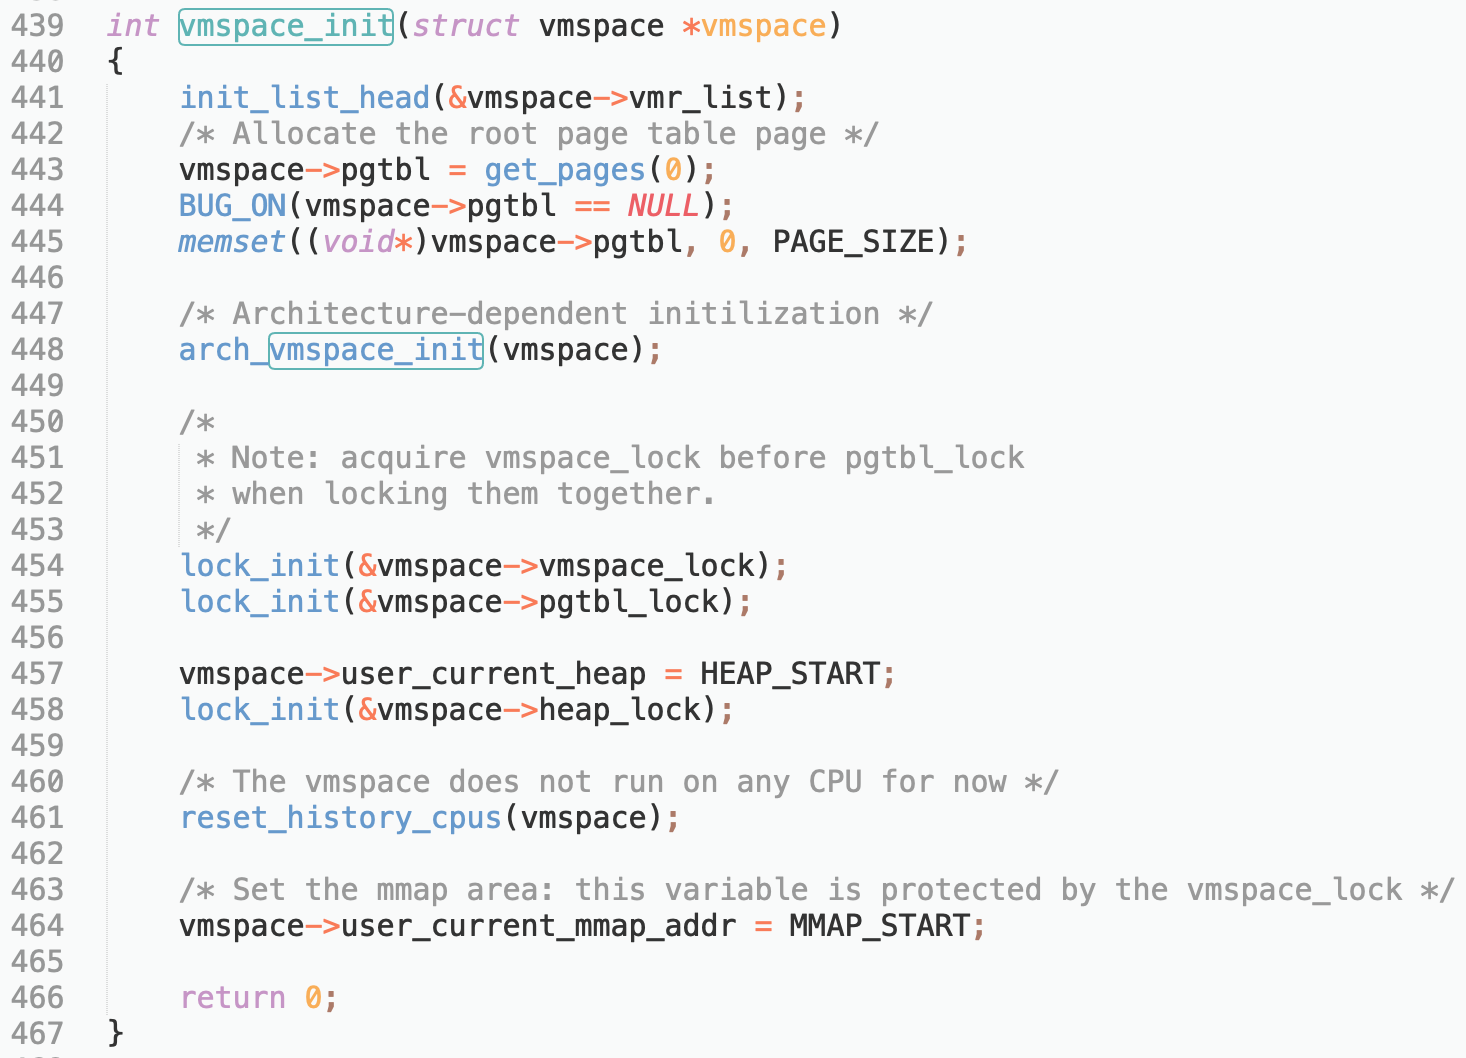 439 int vmspace_init(struct vmspace *vmspace)
440 {
441     init_list_head(&vmspace->vmr_list);
442     /* Allocate the root page table page */
443     vmspace->pgtbl = get_pages(0);
444     BUG_ON(vmspace->pgtbl == NULL);
445     memset((void*)vmspace->pgtbl, 0, PAGE_SIZE);
446
447     /* Architecture-dependent initilization */
448     arch_vmspace_init(vmspace);
449
450     /*
451      * Note: acquire vmspace_lock before pgtbl_lock
452      * when locking them together.
453      */
454     lock_init(&vmspace->vmspace_lock);
455     lock_init(&vmspace->pgtbl_lock);
456
457     vmspace->user_current_heap = HEAP_START;
458     lock_init(&vmspace->heap_lock);
459
460     /* The vmspace does not run on any CPU for now */
461     reset_history_cpus(vmspace);
462
463     /* Set the mmap area: this variable is protected by the vmspace_lock */
464     vmspace->user_current_mmap_addr = MMAP_START;
465
466     return 0;
467 }